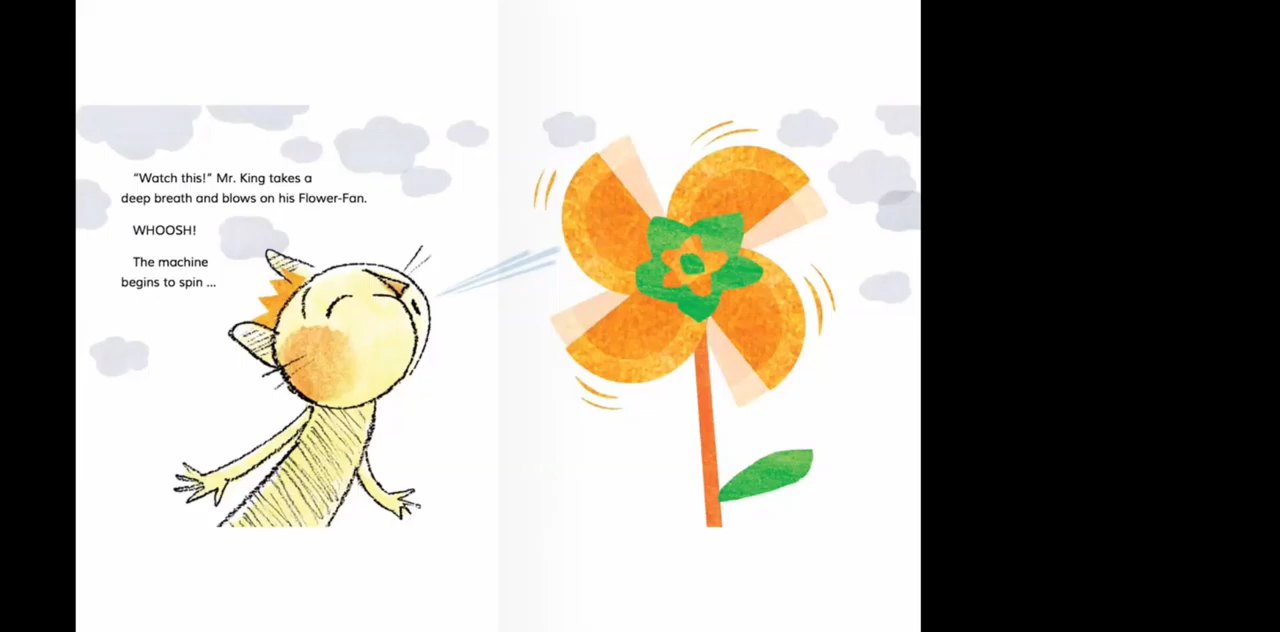 “Watch this!” Mr. King takes a
deep breath and blows on his Flower-Fan.
WHOOSH!
The machine
begins to spin ...